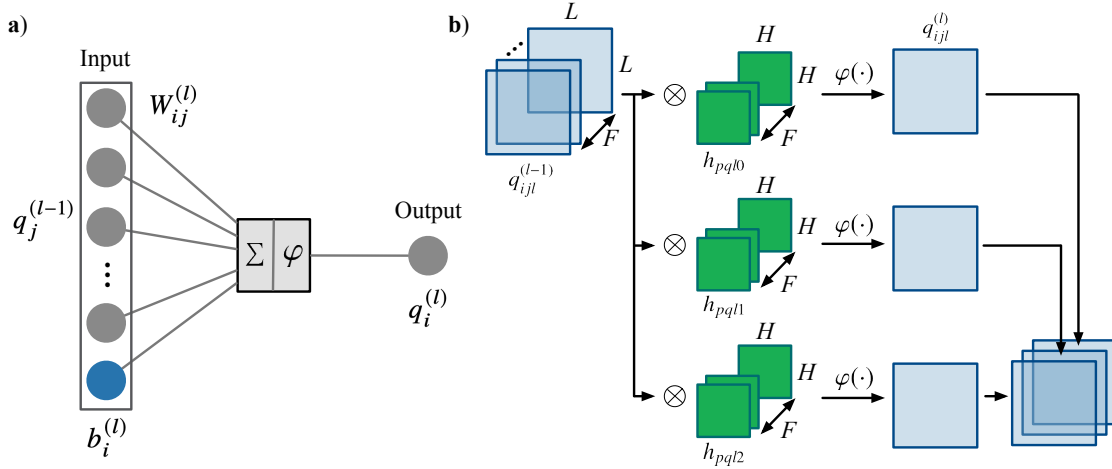 a)
Input
W_{ij}^{(l)}
q_j^{(l-1)}
...
b_i^{(l)}
Σ
φ
Output
q_i^{(l)}
b)
...
L
L
F
q_{ijl}^{(l-1)}
⊗
H
H
F
h_{pql0}
φ(·)
q_{ijl}^{(l)}
⊗
H
H
F
h_{pql1}
φ(·)
⊗
H
H
F
h_{pql2}
φ(·)